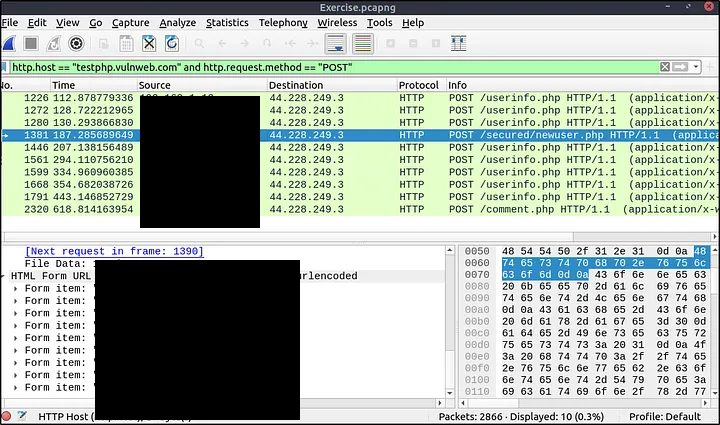 Exercise.pcapng
File Edit View Go Capture Analyze Statistics Telephony Wireless Tools Help
http.host == "testphp.vulnweb.com" and http.request.method == "POST"
No. Time Source Destination Protocol Info
1226 112.878779336 44.228.249.3 HTTP POST /userinfo.php HTTP/1.1 (application/x-
1272 128.722212965 44.228.249.3 HTTP POST /userinfo.php HTTP/1.1 (application/x-
1280 130.293866830 44.228.249.3 HTTP POST /userinfo.php HTTP/1.1 (application/x-
1381 187.285689649 44.228.249.3 HTTP POST /secured/newuser.php HTTP/1.1 (applic
1446 207.138156489 44.228.249.3 HTTP POST /userinfo.php HTTP/1.1 (application/x-
1561 294.110756210 44.228.249.3 HTTP POST /userinfo.php HTTP/1.1 (application/x-
1599 334.960960385 44.228.249.3 HTTP POST /userinfo.php HTTP/1.1 (application/x-
1668 354.682038726 44.228.249.3 HTTP POST /userinfo.php HTTP/1.1 (application/x-
1791 443.146852729 44.228.249.3 HTTP POST /userinfo.php HTTP/1.1 (application/x-
2320 618.814163954 44.228.249.3 HTTP POST /comment.php HTTP/1.1 (application/x-w
[Next request in frame: 1390]
File Data:
HTML Form URL urlencoded
Form item: "
Form item: "
Form item: "
Form item: "
Form item: "
Form item: "
Form item: "
Form item: "
0050 48 54 54 50 2f 31 2e 31 0d 0a 48
0060 74 65 73 74 70 68 70 2e 76 75 6c
0070 63 6f 6d 0d 0a 43 6f 6e 6e 65 63
0080 20 6b 65 65 70 2d 61 6c 69 76 65
0090 74 65 6e 74 2d 4c 65 6e 67 74 68
00a0 0d 0a 43 61 63 68 65 2d 43 6f 6e
00b0 20 6d 61 78 2d 61 67 65 3d 30 0d
00c0 61 64 65 2d 49 6e 73 65 63 75 72
00d0 75 65 73 74 73 3a 20 31 0d 0a 4f
00e0 3a 20 68 74 74 70 3a 2f 2f 74 65
00f0 2e 76 75 6c 6e 77 65 62 2e 63 6f
0100 6e 74 65 6e 74 2d 54 79 70 65 3a
0110 69 63 61 74 69 6f 6e 2f 78 2d 77
HTTP Host (
Packets: 2866 · Displayed: 10 (0.3%)
Profile: Default